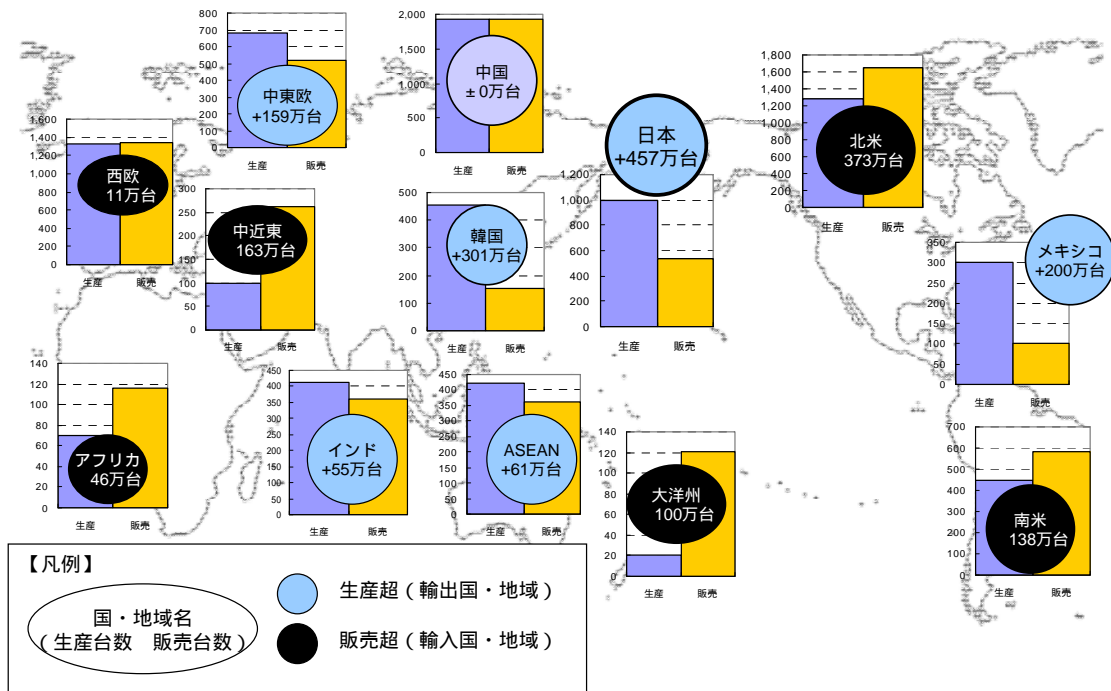 800
700
600
500
400
300
200
100
0
中東欧
+159万台
生産
販売
2,000
1,500
1,000
500
0
中国
±0万台
生産
販売
日本
+457万台
1,200
1,000
800
600
400
200
0
生産
販売
1,800
1,600
1,400
1,200
1,000
800
600
400
200
0
北米
373万台
生産
販売
1,600
1,400
1,200
1,000
800
600
400
200
0
西欧
11万台
生産
販売
300
250
200
150
100
50
0
中近東
163万台
生産
販売
500
400
300
200
100
0
韓国
+301万台
生産
販売
メキシコ
+200万台
350
300
250
200
150
100
50
0
生産
販売
140
120
100
80
60
40
20
0
アフリカ
46万台
生産
販売
450
400
350
300
250
200
150
100
50
0
インド
+55万台
生産
販売
450
400
350
300
250
200
150
100
50
0
ASEAN
+61万台
生産
販売
140
120
100
80
60
40
20
0
大洋州
100万台
生産
販売
700
600
500
400
300
200
100
0
南米
138万台
生産
販売
【凡例】
国・地域名
(生産台数 販売台数)
生産超(輸出国・地域)
販売超(輸入国・地域)